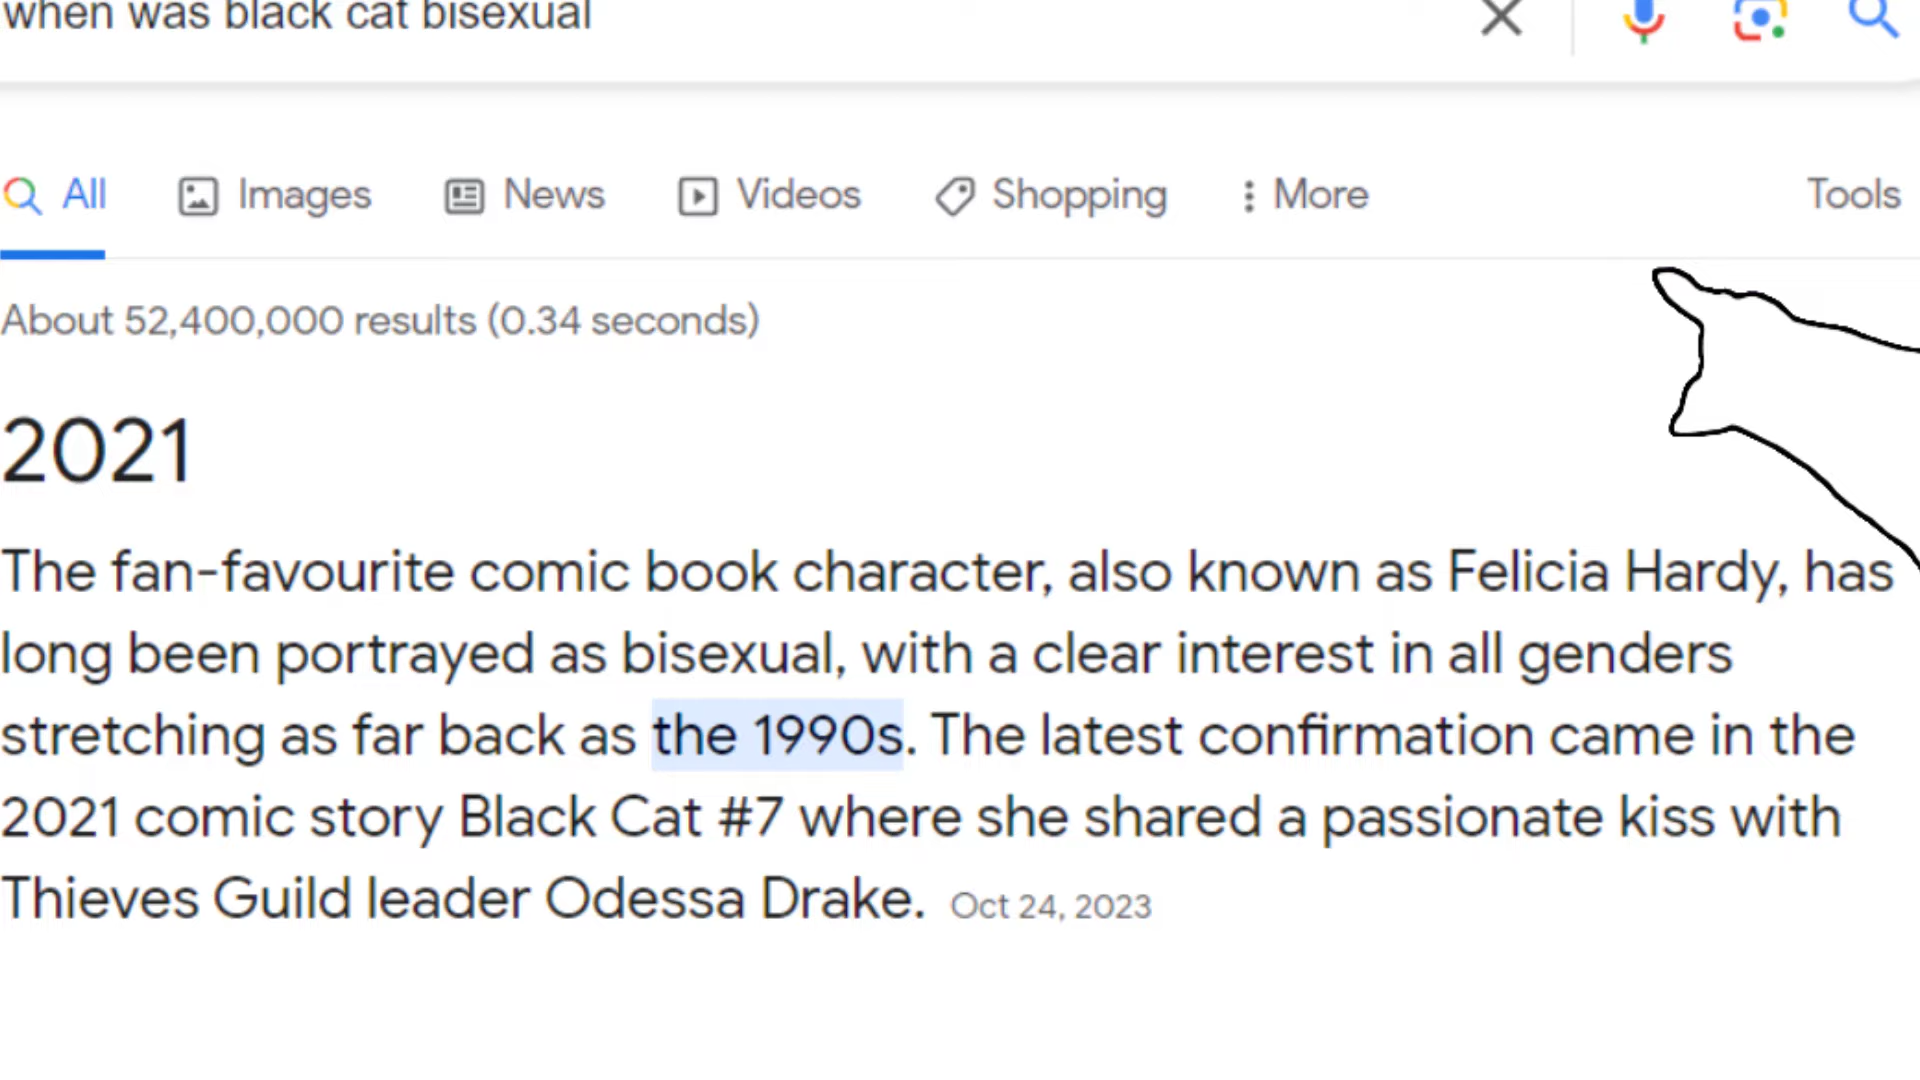 when was black cat bisexual
All Images News Videos Shopping More Tools
About 52,400,000 results (0.34 seconds)
2021
The fan-favourite comic book character, also known as Felicia Hardy, has
long been portrayed as bisexual, with a clear interest in all genders
stretching as far back as the 1990s. The latest confirmation came in the
2021 comic story Black Cat #7 where she shared a passionate kiss with
Thieves Guild leader Odessa Drake. Oct 24, 2023